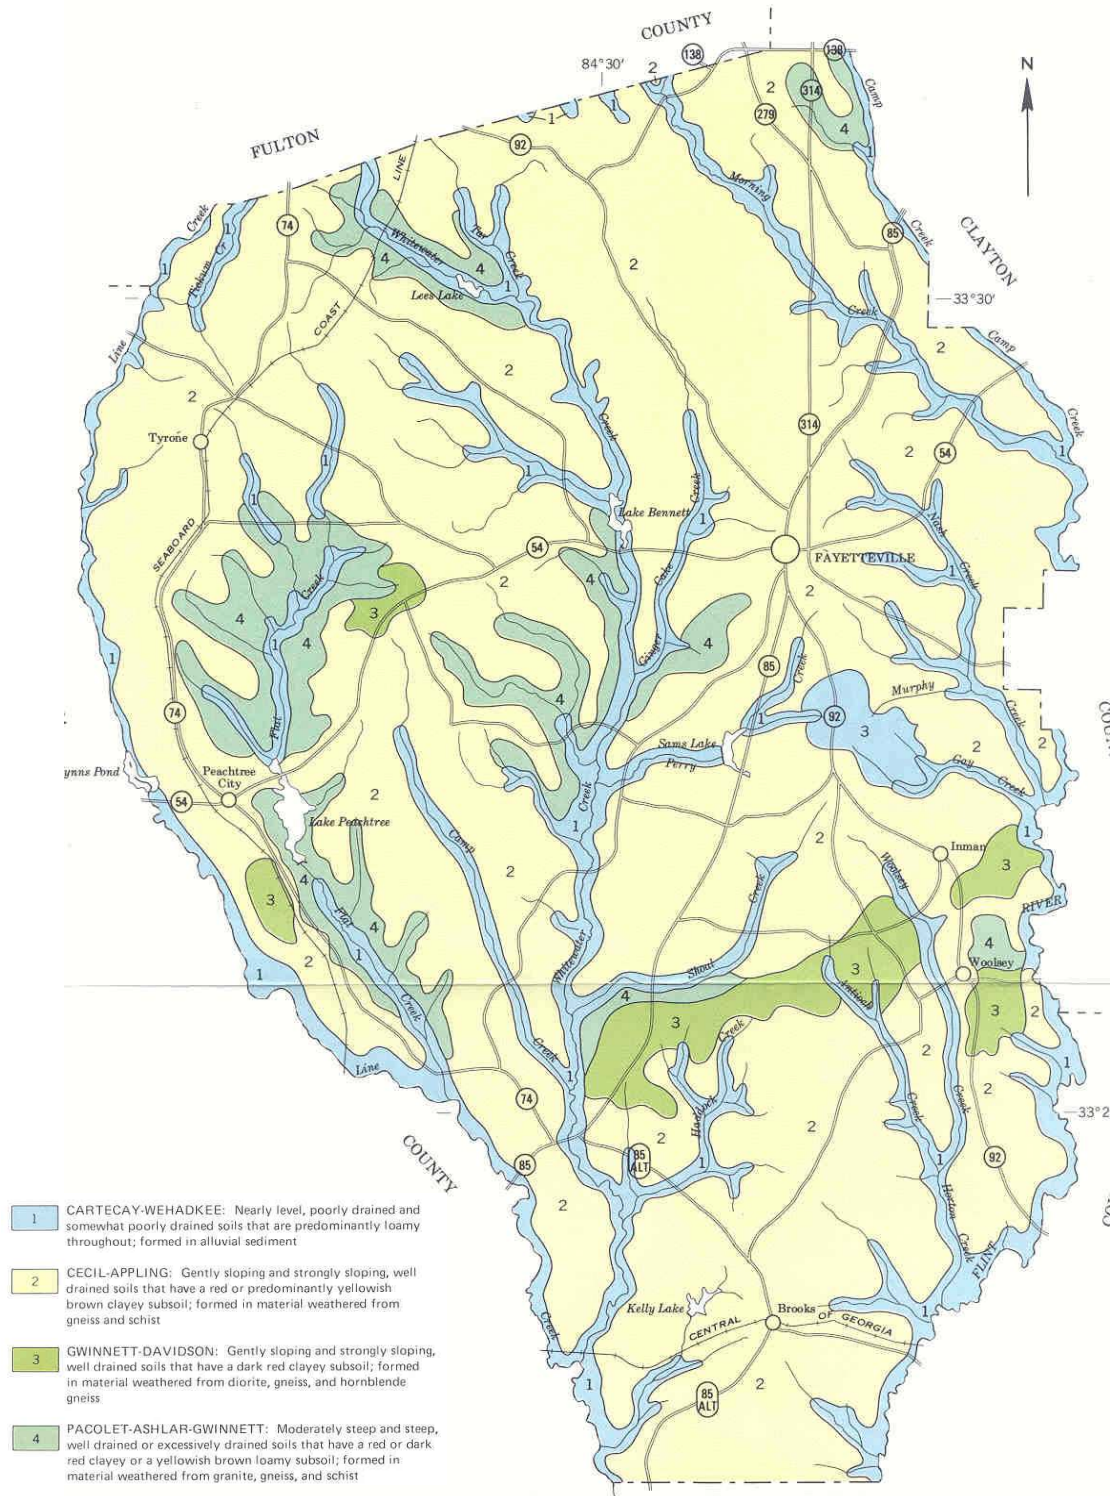 COUNTY
138
138
84°30′
2
N
FULTON
1
1
2
314
279
92
4
1
Camp
LINE
Morning
Creek
74
Creek
1
1
Tickum Cr
Whitewater
4
Tar
4
Creek
1
2
85
Creek
CLAYTON
Lees Lake
33°30′
COAST
Creek
Line
2
2
2
Camp
Creek
Creek
Tyrone
314
54
2
1
1
1
1
Lake Bennett
Creek
1
Nash
SEABOARD
54
FAYETTEVILLE
Creek
4
Lake
1
2
Creek
3
2
4
4
1
Ginger
4
85
Creek
1
Murphy
74
4
1
92
3
Creek
Flat
Sams Lake
2
2
ynns Pond
Perry
Gay
Creek
Peachtree
City
54
2
Creek
1
Lake Peachtree
1
Camp
2
Inman
2
Woolsey
3
3
4
Creek
RIVER
Flat
4
4
1
2
1
Whitewater
Shoal
Woolsey
4
3
Antioch
3
2
3
Creek
Creek
Creek
2
1
Line
1
2
74
Haddock
Creek
Creek
33°2
2
2
COUNTY
85
85
ALT
1
1
92
2
Horton
Creek
FLINT
Kelly Lake
Brooks
1
CENTRAL
OF GEORGIA
Creek
1
85
ALT
2
1 CARTECAY-WEHADKEE: Nearly level, poorly drained and
somewhat poorly drained soils that are predominantly loamy
throughout; formed in alluvial sediment
2 CECIL-APPLING: Gently sloping and strongly sloping, well
drained soils that have a red or predominantly yellowish
brown clayey subsoil; formed in material weathered from
gneiss and schist
3 GWINNETT-DAVIDSON: Gently sloping and strongly sloping,
well drained soils that have a dark red clayey subsoil; formed
in material weathered from diorite, gneiss, and hornblende
gneiss
4 PACOLET-ASHLAR-GWINNETT: Moderately steep and steep,
well drained or excessively drained soils that have a red or dark
red clayey or a yellowish brown loamy subsoil; formed in
material weathered from granite, gneiss, and schist